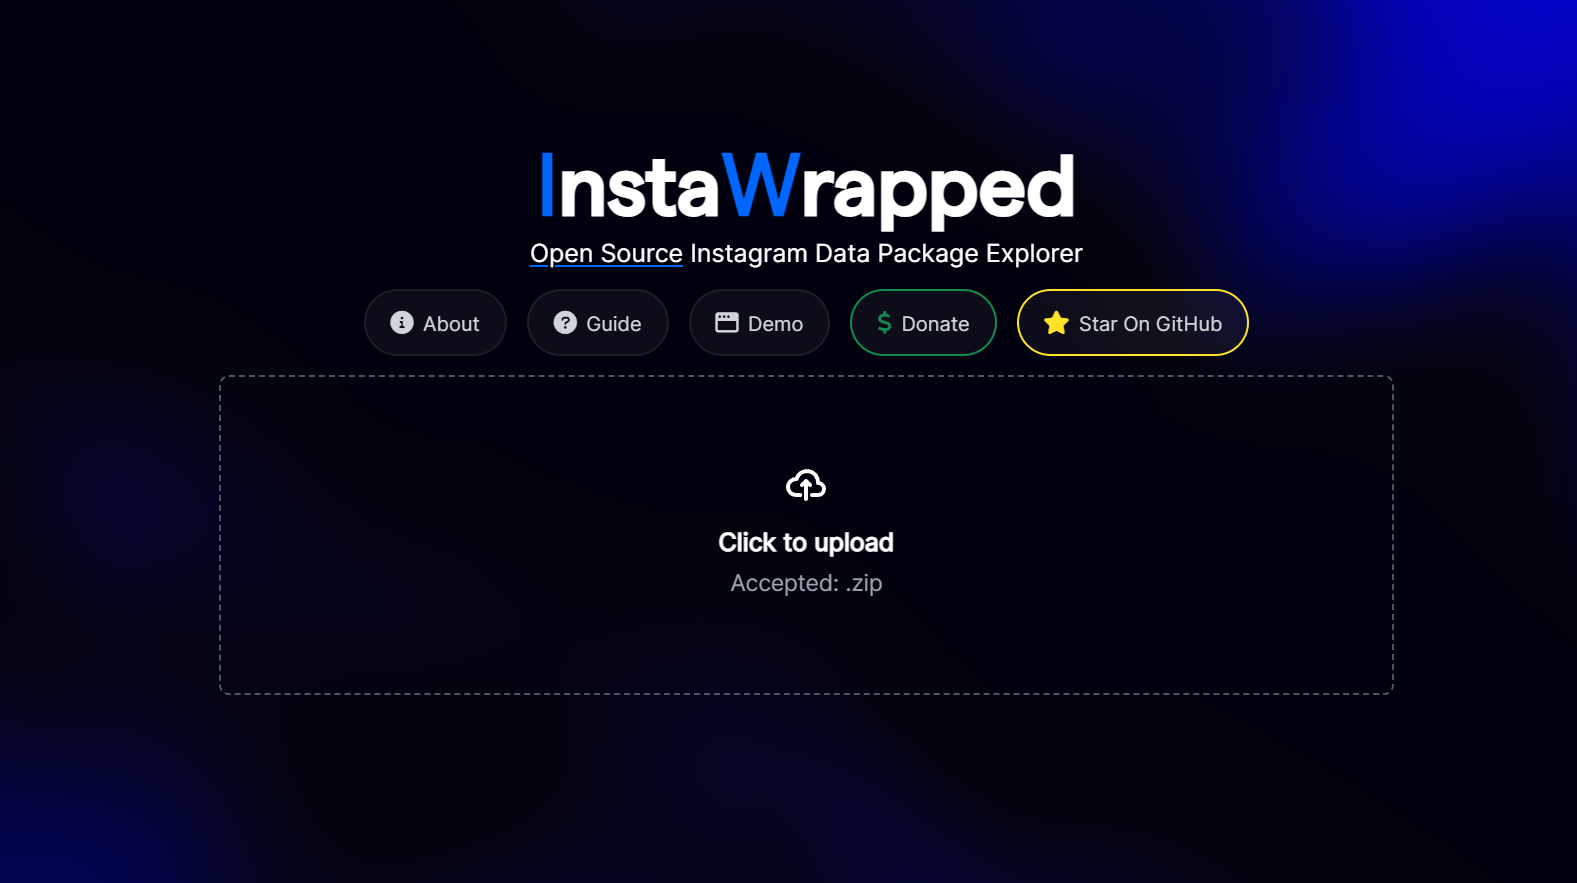 InstaWrapped
Open Source Instagram Data Package Explorer
About Guide Demo Donate Star On GitHub
Click to upload
Accepted: .zip